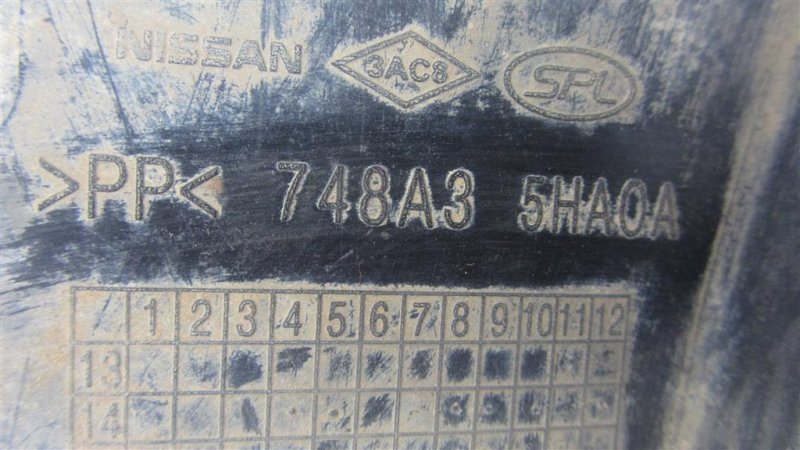 NISSAN 3AC8 SPL
>PP< 748A3 5HA0A
1 2 3 4 5 6 7 8 9 10 11 12
13
14